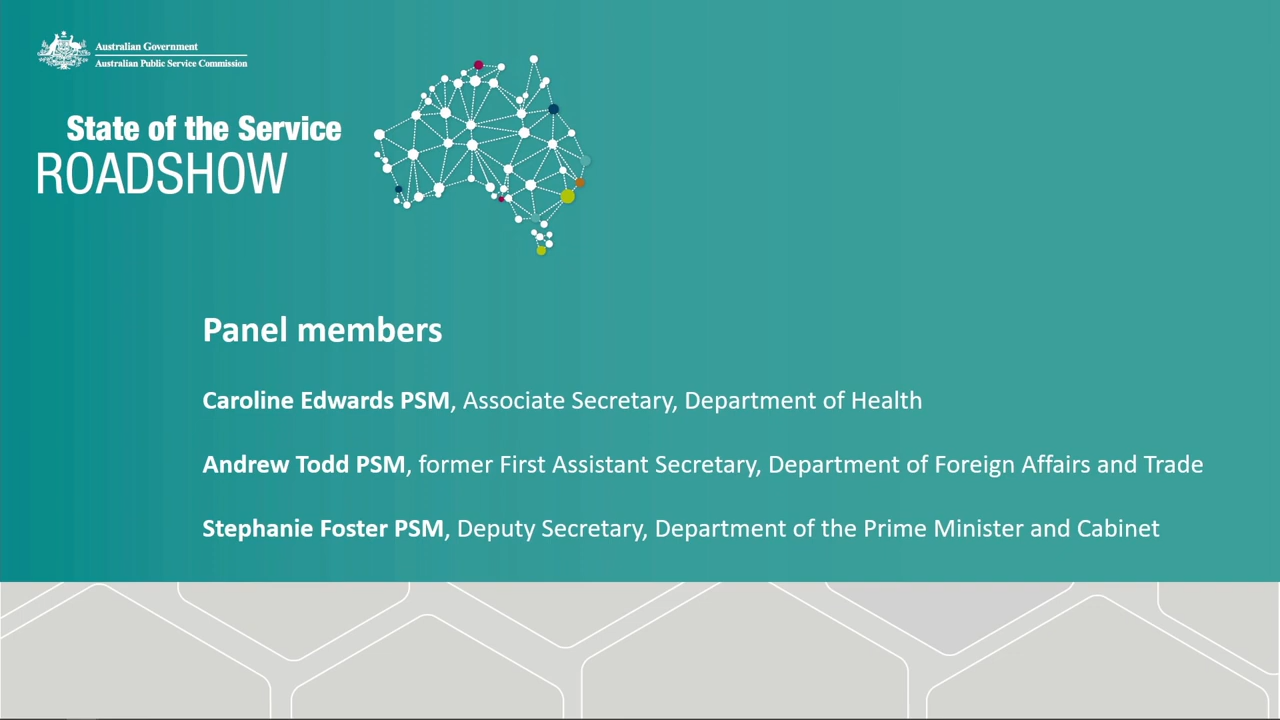 Australian Government
Australian Public Service Commission
State of the Service
ROADSHOW
Panel members
Caroline Edwards PSM, Associate Secretary, Department of Health
Andrew Todd PSM, former First Assistant Secretary, Department of Foreign Affairs and Trade
Stephanie Foster PSM, Deputy Secretary, Department of the Prime Minister and Cabinet